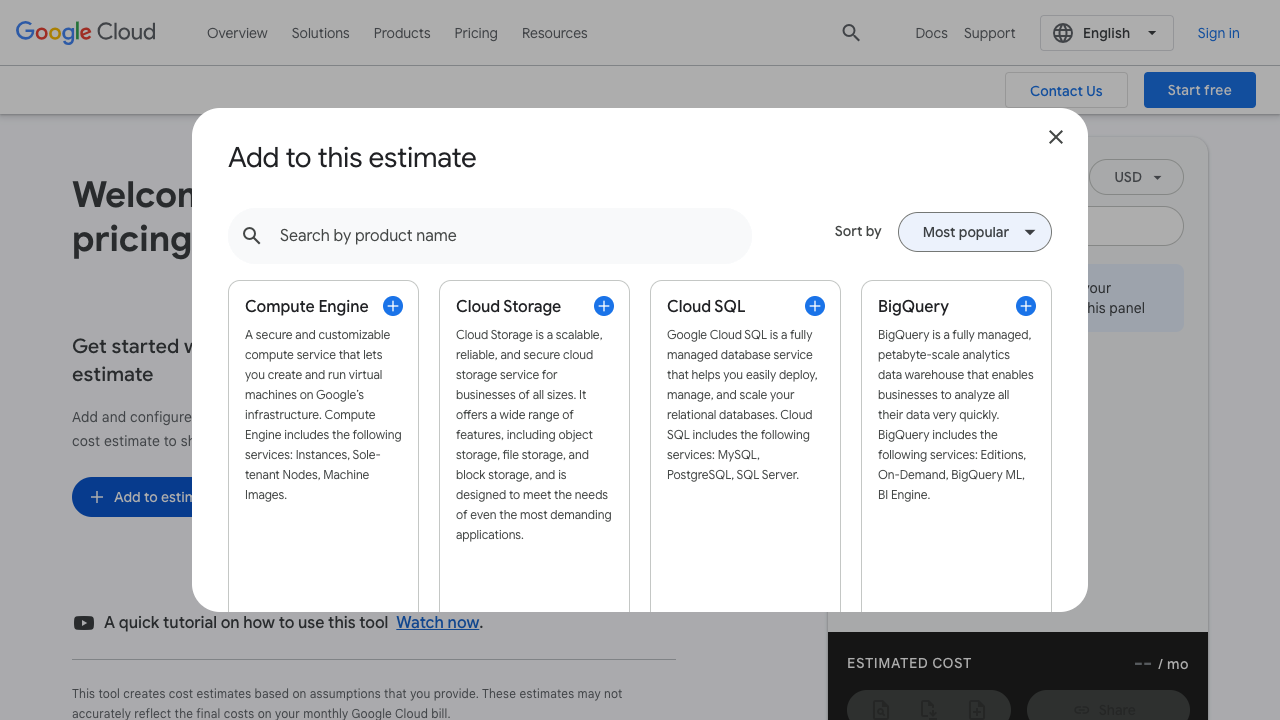 Google Cloud
Overview Solutions Products Pricing Resources Docs Support English Sign in
Contact Us Start free
Add to this estimate
Search by product name
Sort by Most popular
Compute Engine
A secure and customizable
compute service that lets
you create and run virtual
machines on Google's
infrastructure. Compute
Engine includes the following
services: Instances, Sole-
tenant Nodes, Machine
Images.
Cloud Storage
Cloud Storage is a scalable,
reliable, and secure cloud
storage service for
businesses of all sizes. It
offers a wide range of
features, including object
storage, file storage, and
block storage, and is
designed to meet the needs
of even the most demanding
applications.
Cloud SQL
Google Cloud SQL is a fully
managed database service
that helps you easily deploy,
manage, and scale your
relational databases. Cloud
SQL includes the following
services: MySQL,
PostgreSQL, SQL Server.
BigQuery
BigQuery is a fully managed,
petabyte-scale analytics
data warehouse that enables
businesses to analyze all
their data very quickly.
BigQuery includes the
following services: Editions,
On-Demand, BigQuery ML,
BI Engine.
pricing
Get started
estimate
Add and configure
cost estimate to
Add to
A quick tutorial on how to use this tool Watch now.
This tool creates cost estimates based on assumptions that you provide. These estimates may not
accurately reflect the final costs on your monthly Google Cloud bill.
USD
this panel
ESTIMATED COST -- / mo
Share